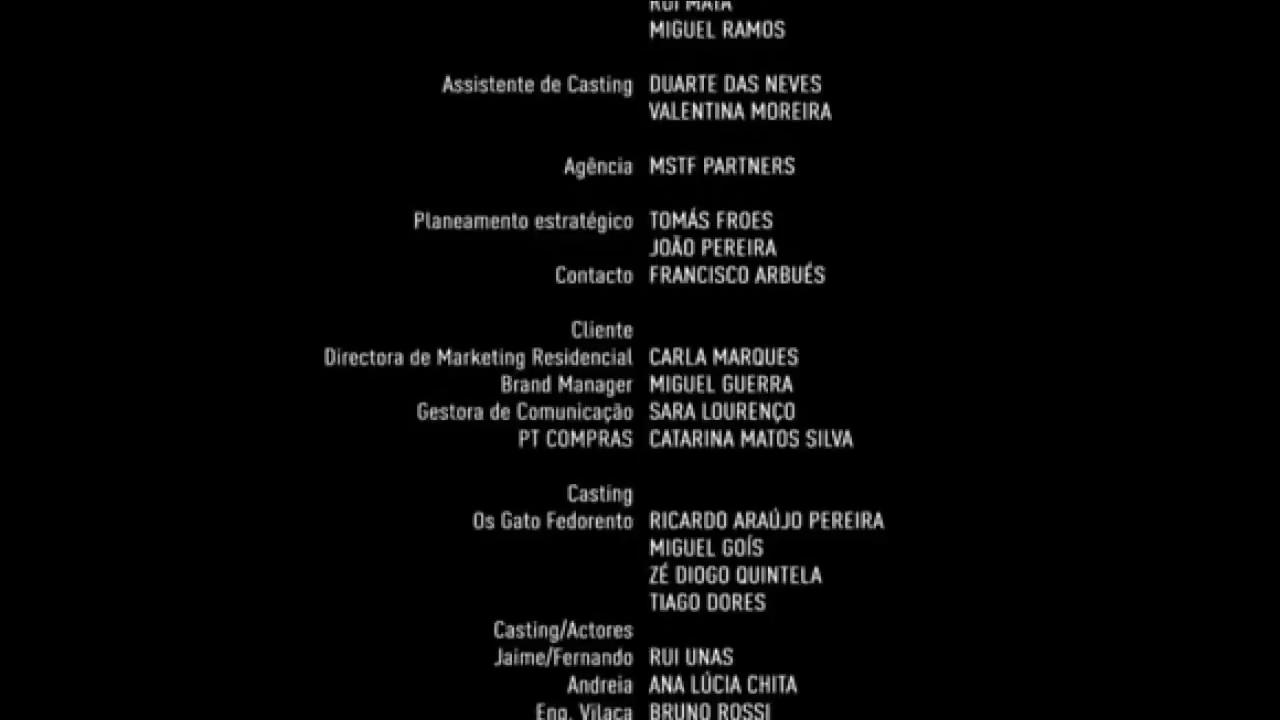 RUI MAIA
MIGUEL RAMOS
Assistente de Casting DUARTE DAS NEVES
VALENTINA MOREIRA
Agência MSTF PARTNERS
Planeamento estratégico TOMÁS FROES
JOÃO PEREIRA
Contacto FRANCISCO ARBUÉS
Cliente
Directora de Marketing Residencial CARLA MARQUES
Brand Manager MIGUEL GUERRA
Gestora de Comunicação SARA LOURENÇO
PT COMPRAS CATARINA MATOS SILVA
Casting
Os Gato Fedorento RICARDO ARAÚJO PEREIRA
MIGUEL GOÍS
ZÉ DIOGO QUINTELA
TIAGO DORES
Casting/Actores
Jaime/Fernando RUI UNAS
Andreia ANA LÚCIA CHITA
Eng. Vilaça BRUNO ROSSI